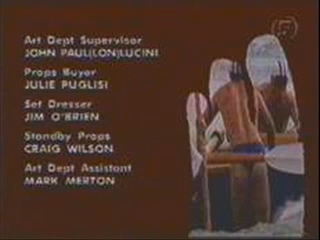 Art Dept Supervisor
JOHN PAUL(LON)LUCINI
Props Buyer
JULIE PUGLISI
Set Dresser
JIM O'BRIEN
Standby Props
CRAIG WILSON
Art Dept Assistant
MARK MERTON